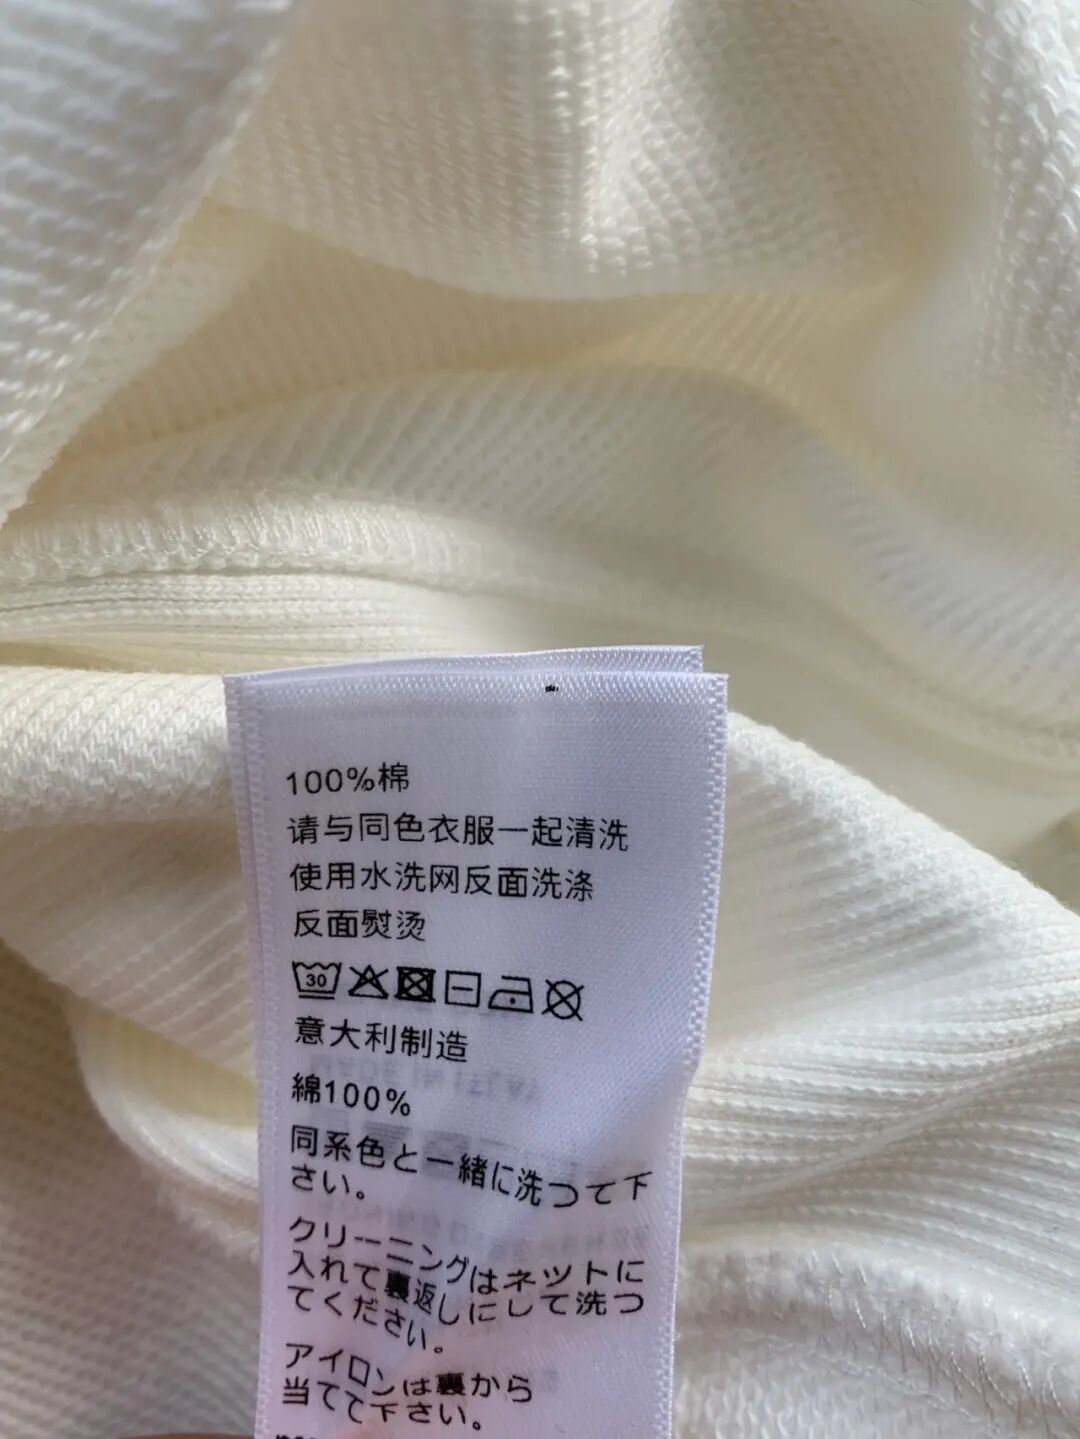 100%棉
请与同色衣服一起清洗
使用水洗网反面洗涤
反面熨烫
30
意大利制造
綿100%
同系色と一緒に洗つて下
さい。
クリーニングはネツトに
入れて裏返しにして洗つ
てください。
アイロンは裏から
当てて下さい。